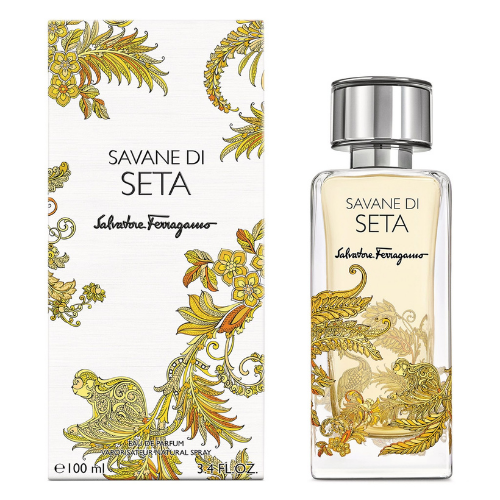 SAVANE DI
SETA
Salvatore Ferragamo
EAU DE PARFUM
VAPORISATEUR NATURAL SPRAY
℮100 ml 3.4 FL.OZ.
SAVANE DI
SETA
Salvatore Ferragamo